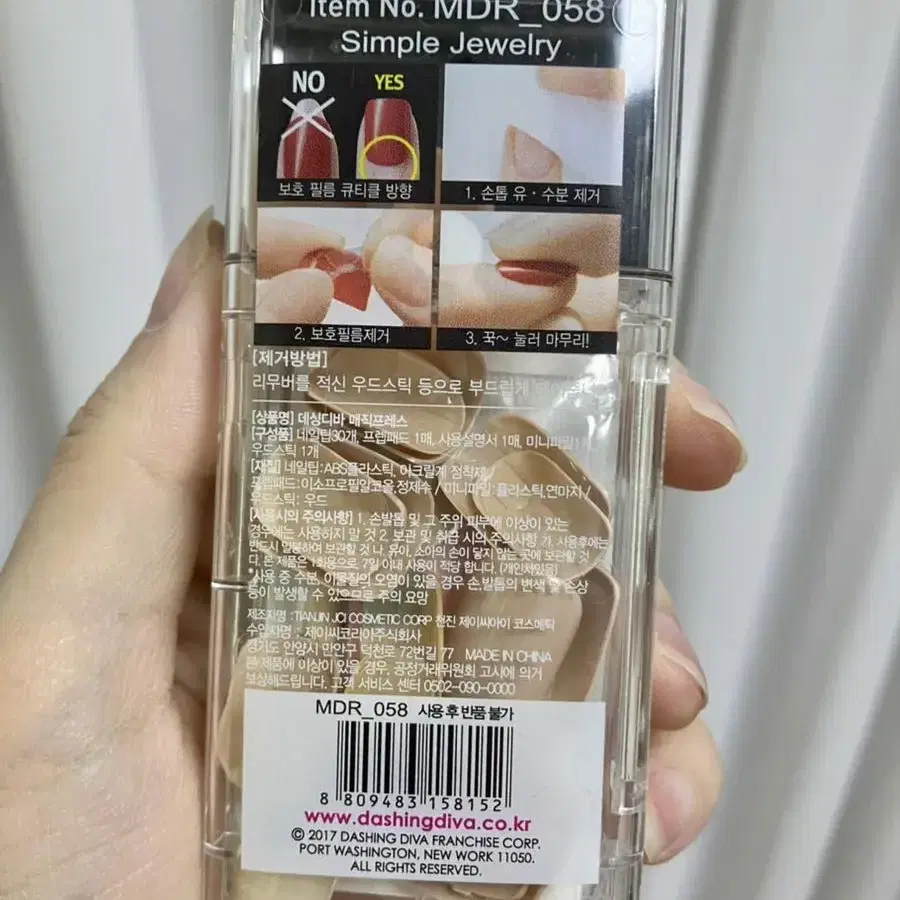 Item No. MDR_058
Simple Jewelry
NO
YES
보호 필름 큐티클 방향
1. 손톱 유 · 수분 제거
2. 보호필름제거
3. 꾹~ 눌러 마무리!
[제거방법]
리무버를 적신 우드스틱 등으로 부드럽게
[상품명] 데싱디바 매직프레스
[구성품] 네일팁30개, 프렙패드 1매, 사용설명서 1매, 미니파일1
우드스틱 1개
[재질] 네일팁:ABS플라스틱, 아크릴계 점착제 /
프렙패드:이소프로필알코올,정제수 / 미니파일:폴리스틱,연마지 /
우드스틱: 우드
[사용시의 주의사항] 1. 손발톱 및 그 주위 피부에 이상이 있는
경우에는 사용하지 말 것 2. 보관 및 취급 시의 주의사항 가. 사용후에는
반드시 밀봉하여 보관할 것 나. 유아, 소아의 손이 닿지 않는 곳에 보관할 것
다. 본 제품은 1회용으로, 7일 이내 사용이 적당 합니다. (개인차있음)
*사용 중 수분, 이물질의 오염이 있을 경우 손,발톱의 변색 및 손상
등이 발생할 수 있으므로 주의 요망
제조자명 : TIANJIN JCI COSMETIC CORP 천진 제이씨아이 코스메틱
수입자명 : 제이씨코리아주식회사
경기도 안양시 만안구 덕천로 72번길 77 MADE IN CHINA
본 제품에 이상이 있을 경우, 공정거래위원회 고시에 의거
보상해드립니다. 고객 서비스 센터 0502-090-0000
MDR_058 사용 후 반품 불가
8 809483 158152
www.dashingdiva.co.kr
© 2017 DASHING DIVA FRANCHISE CORP.
PORT WASHINGTON, NEW WORK 11050.
ALL RIGHTS RESERVED.